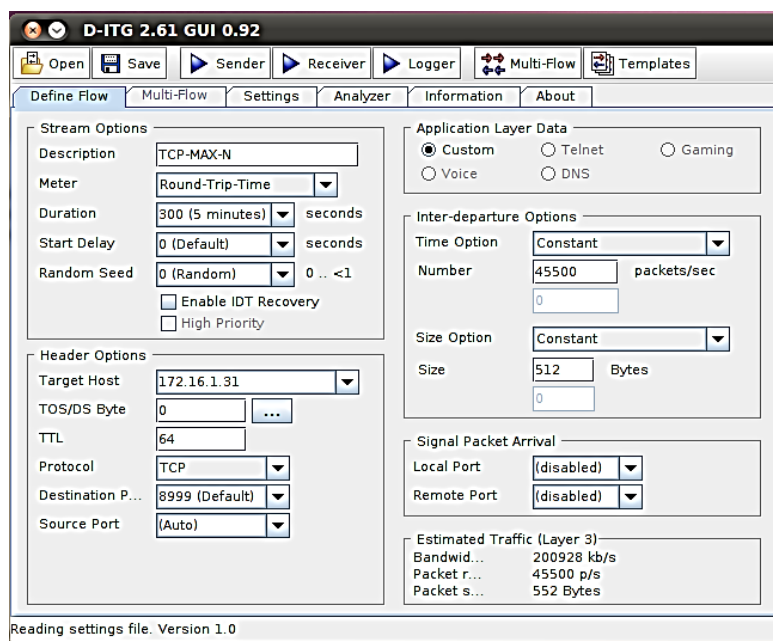 D-ITG 2.61 GUI 0.92
Open Save Sender Receiver Logger Multi-Flow Templates
Define Flow Multi-Flow Settings Analyzer Information About
Stream Options
Description TCP-MAX-N
Meter Round-Trip-Time
Duration 300 (5 minutes) seconds
Start Delay 0 (Default) seconds
Random Seed 0 (Random) 0 .. <1
Enable IDT Recovery
High Priority
Header Options
Target Host 172.16.1.31
TOS/DS Byte 0 ...
TTL 64
Protocol TCP
Destination P... 8999 (Default)
Source Port (Auto)
Application Layer Data
Custom Telnet Gaming
Voice DNS
Inter-departure Options
Time Option Constant
Number 45500 packets/sec
0
Size Option Constant
Size 512 Bytes
0
Signal Packet Arrival
Local Port (disabled)
Remote Port (disabled)
Estimated Traffic (Layer 3)
Bandwid... 200928 kb/s
Packet r... 45500 p/s
Packet s... 552 Bytes
Reading settings file. Version 1.0